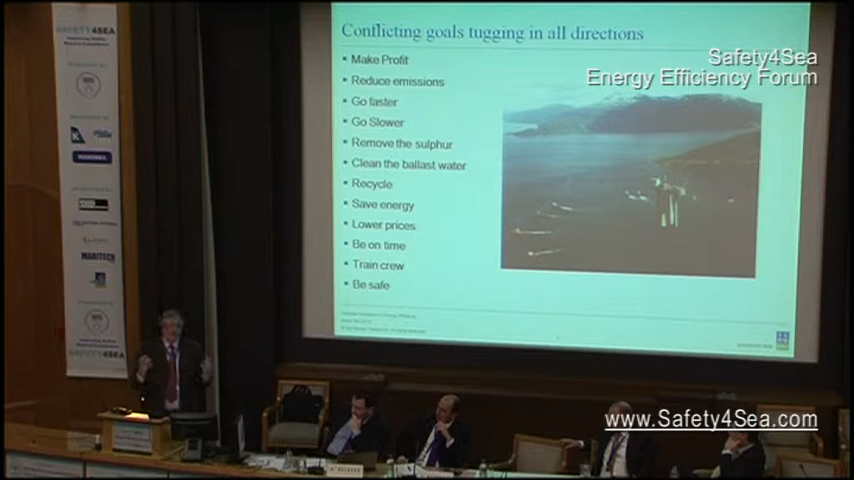 SAFETY4SEA
Conflicting goals tugging in all directions
Safety4Sea
Energy Efficiency Forum
Make Profit
Reduce emissions
Go faster
Go Slower
Remove the sulphur
Clean the ballast water
Recycle
Save energy
Lower prices
Be on time
Train crew
Be safe
MARITECH
SAFETY4SEA
www.Safety4Sea.com